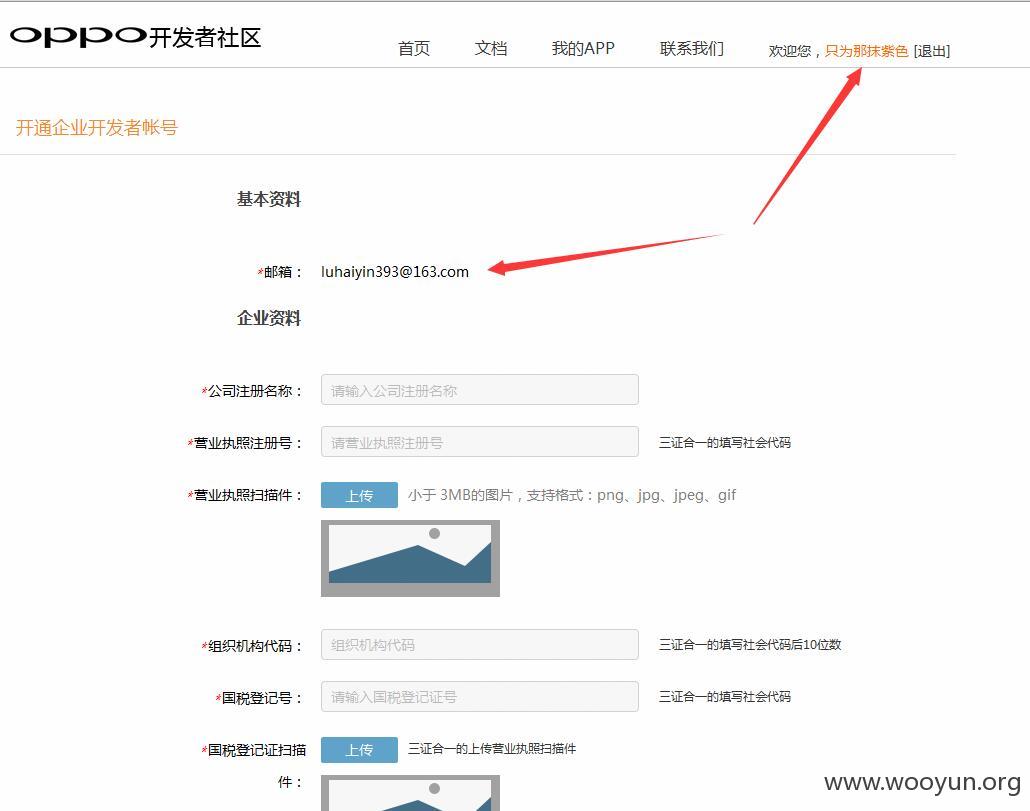 oppo开发者社区
首页 文档 我的APP 联系我们 欢迎您，只为那抹紫色 [退出]
开通企业开发者帐号
基本资料
*邮箱： luhaiyin393@163.com
企业资料
*公司注册名称： 请输入公司注册名称
*营业执照注册号： 请营业执照注册号 三证合一的填写社会代码
*营业执照扫描件： 上传 小于 3MB的图片，支持格式：png、jpg、jpeg、gif
*组织机构代码： 组织机构代码 三证合一的填写社会代码后10位数
*国税登记号： 请输入国税登记证号 三证合一的填写社会代码
*国税登记证扫描 上传 三证合一的上传营业执照扫描件
件：
www.wooyun.org